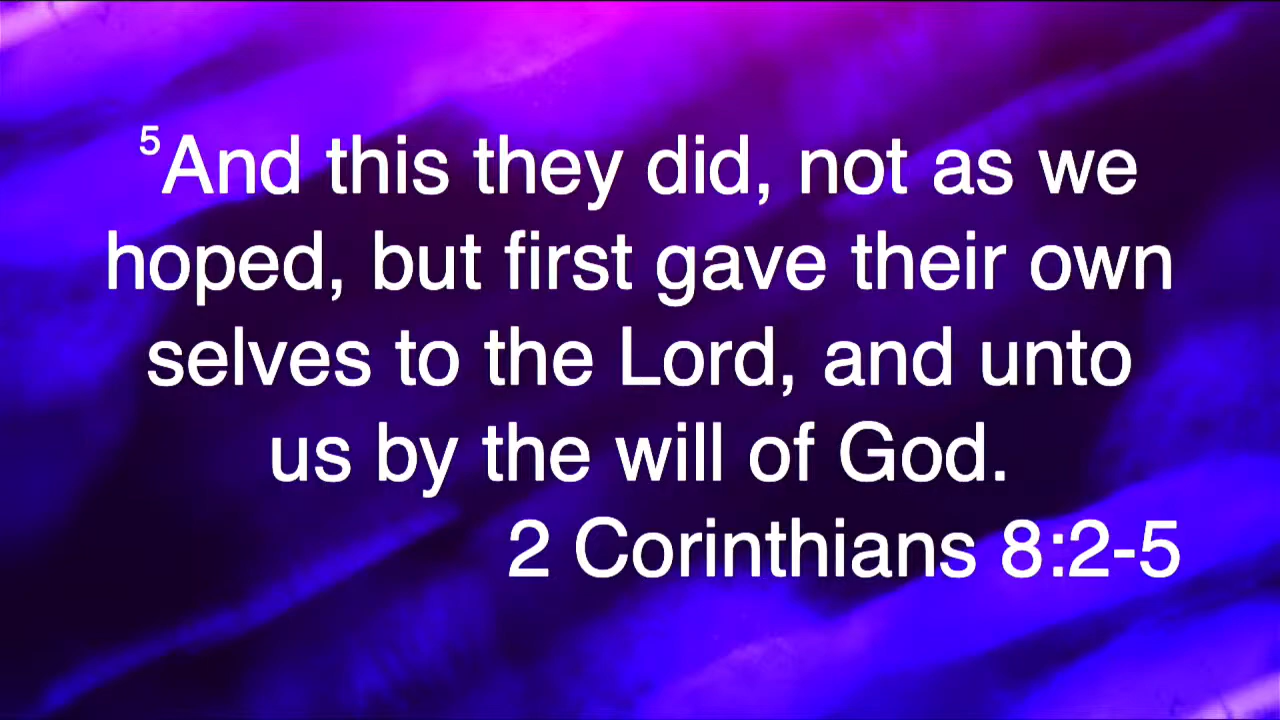 ⁵And this they did, not as we
hoped, but first gave their own
selves to the Lord, and unto
us by the will of God.
2 Corinthians 8:2-5